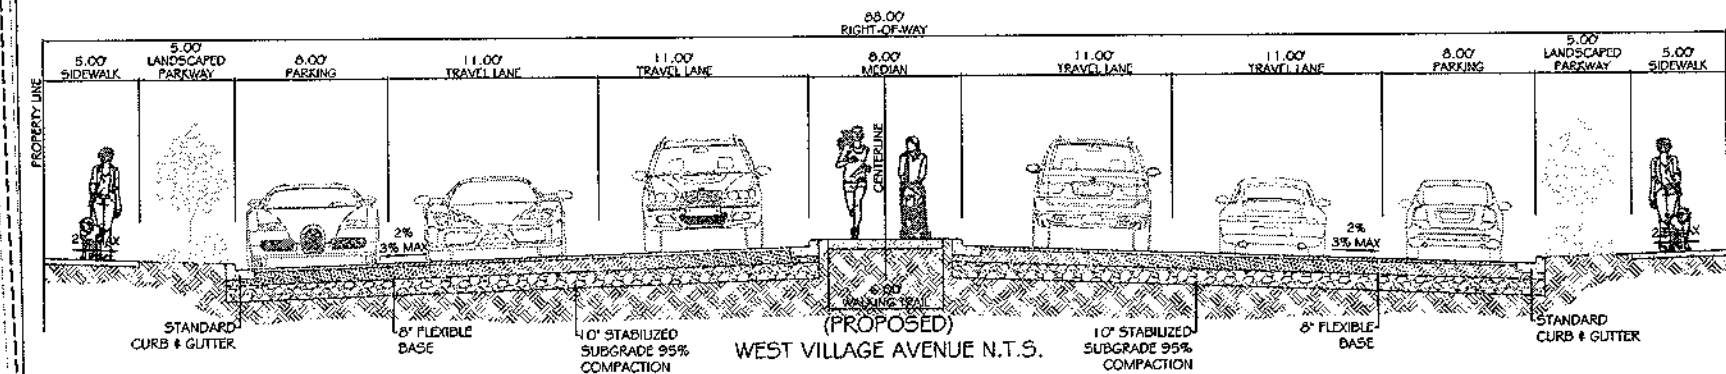 88.00'
RIGHT-OF-WAY
5.00'
SIDEWALK
5.00'
LANDSCAPED
PARKWAY
8.00'
PARKING
11.00'
TRAVEL LANE
11.00'
TRAVEL LANE
8.00'
MEDIAN
11.00'
TRAVEL LANE
11.00'
TRAVEL LANE
8.00'
PARKING
5.00'
LANDSCAPED
PARKWAY
5.00'
SIDEWALK
PROPERTY LINE
CENTERLINE
2%
3% MAX
2%
3% MAX
6.00'
WALKING TRAIL
STANDARD
CURB & GUTTER
8" FLEXIBLE
BASE
10" STABILIZED
SUBGRADE 95%
COMPACTION
(PROPOSED)
WEST VILLAGE AVENUE N.T.S.
10" STABILIZED
SUBGRADE 95%
COMPACTION
8" FLEXIBLE
BASE
STANDARD
CURB & GUTTER